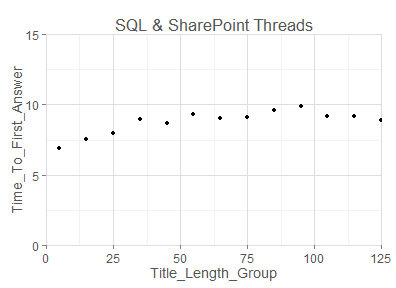 SQL & SharePoint Threads
15
10
5
0
Time_To_First_Answer
0 25 50 75 100 125
Title_Length_Group